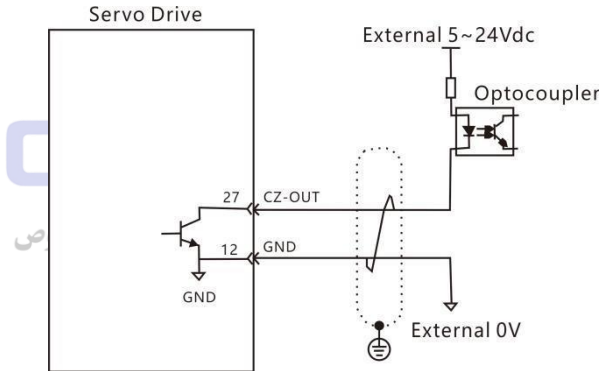 Servo Drive
External 5~24Vdc
Optocoupler
27
CZ-OUT
12
GND
GND
External 0V